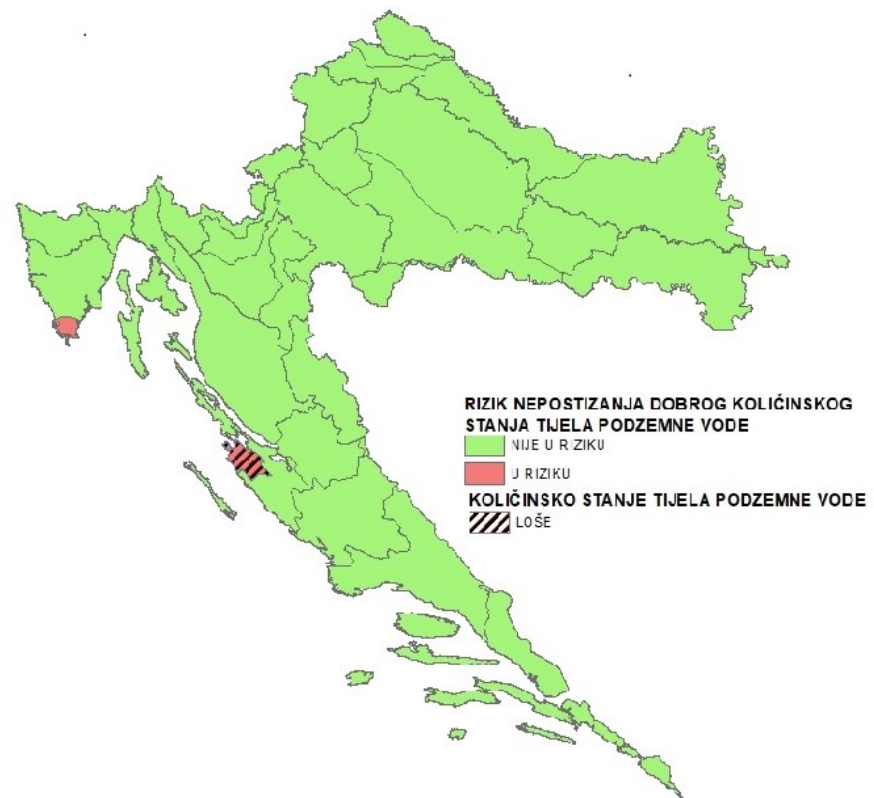 RIZIK NEPOSTIZANJA DOBROG KOLIČINSKOG
STANJA TIJELA PODZEMNE VODE
NIJE U RIZIKU
U RIZIKU
KOLIČINSKO STANJE TIJELA PODZEMNE VODE
LOŠE